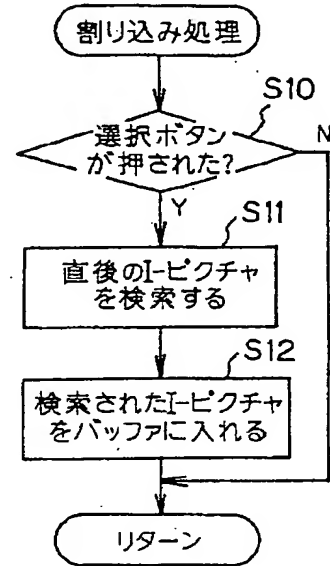 割り込み処理
S10
選択ボタン
が押された?
N
Y
S11
直後のI-ピクチャ
を検索する
S12
検索されたI-ピクチャ
をバッファに入れる
リターン